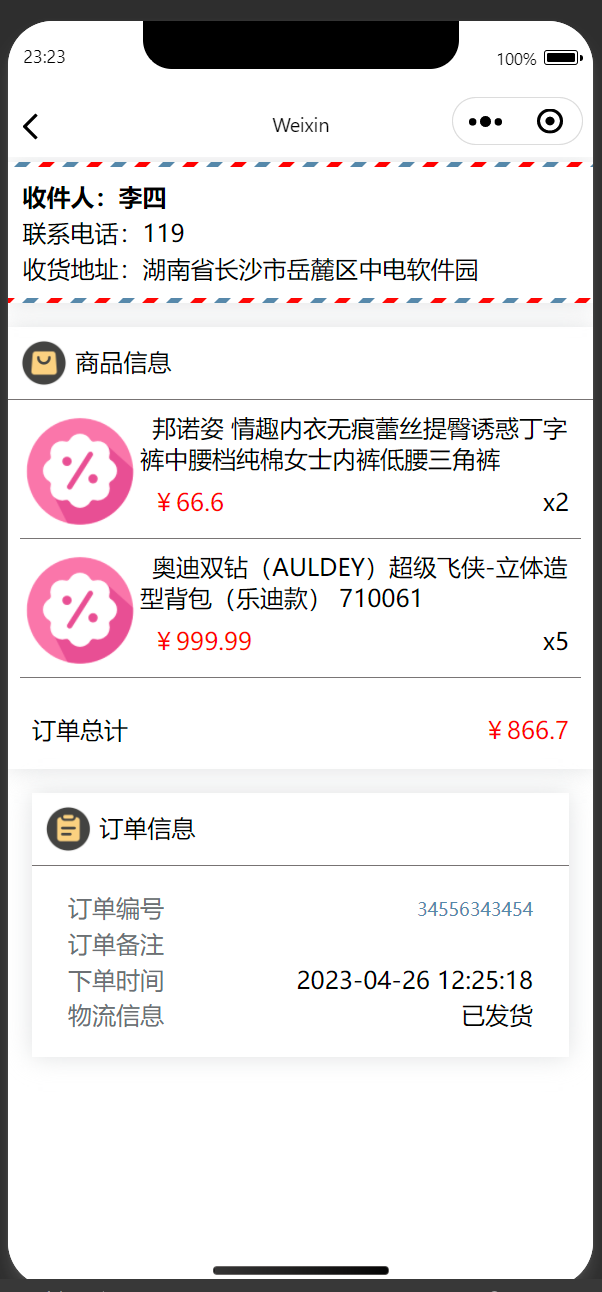 23:23
100%
Weixin
收件人：李四
联系电话：119
收货地址：湖南省长沙市岳麓区中电软件园
商品信息
邦诺姿 情趣内衣无痕蕾丝提臀诱惑丁字
裤中腰档纯棉女士内裤低腰三角裤
￥66.6
x2
奥迪双钻（AULDEY）超级飞侠-立体造
型背包（乐迪款） 710061
￥999.99
x5
订单总计
￥866.7
订单信息
订单编号
34556343454
订单备注
下单时间
2023-04-26 12:25:18
物流信息
已发货